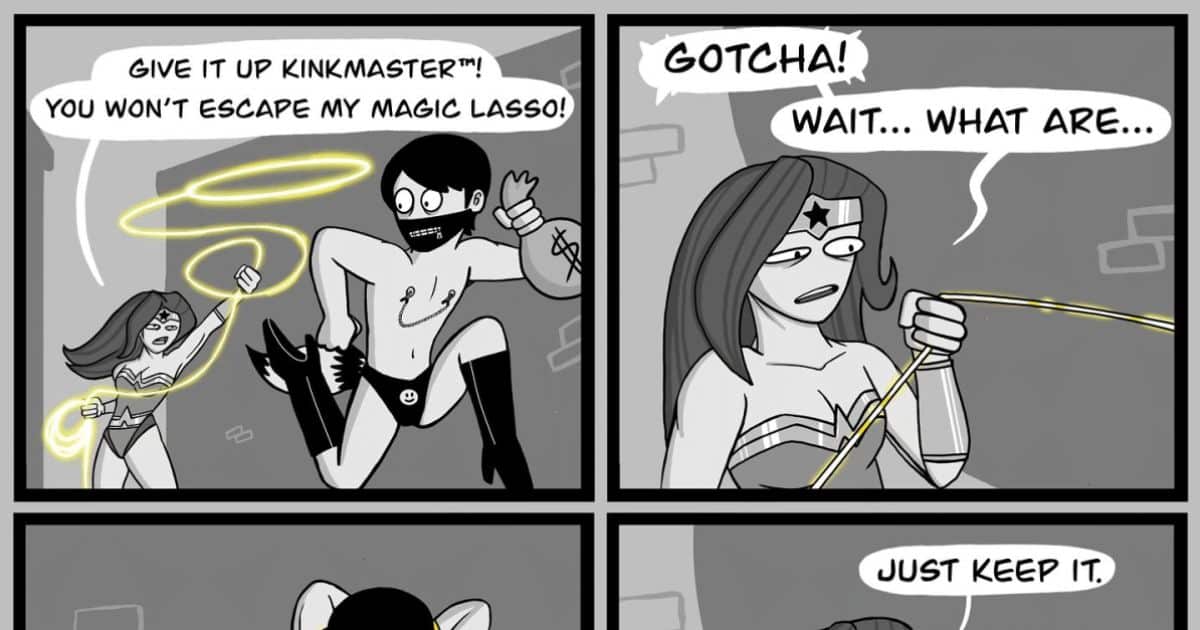 GIVE IT UP KINKMASTER™!
YOU WON'T ESCAPE MY MAGIC LASSO!
$
GOTCHA!
WAIT... WHAT ARE...
JUST KEEP IT.